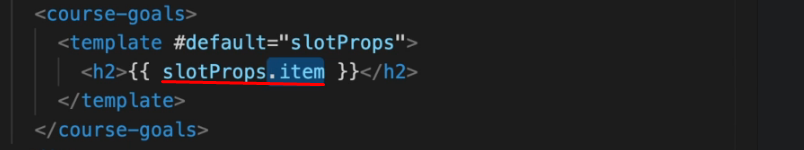 <course-goals>
<template #default="slotProps">
<h2>{{ slotProps.item }}</h2>
</template>
</course-goals>